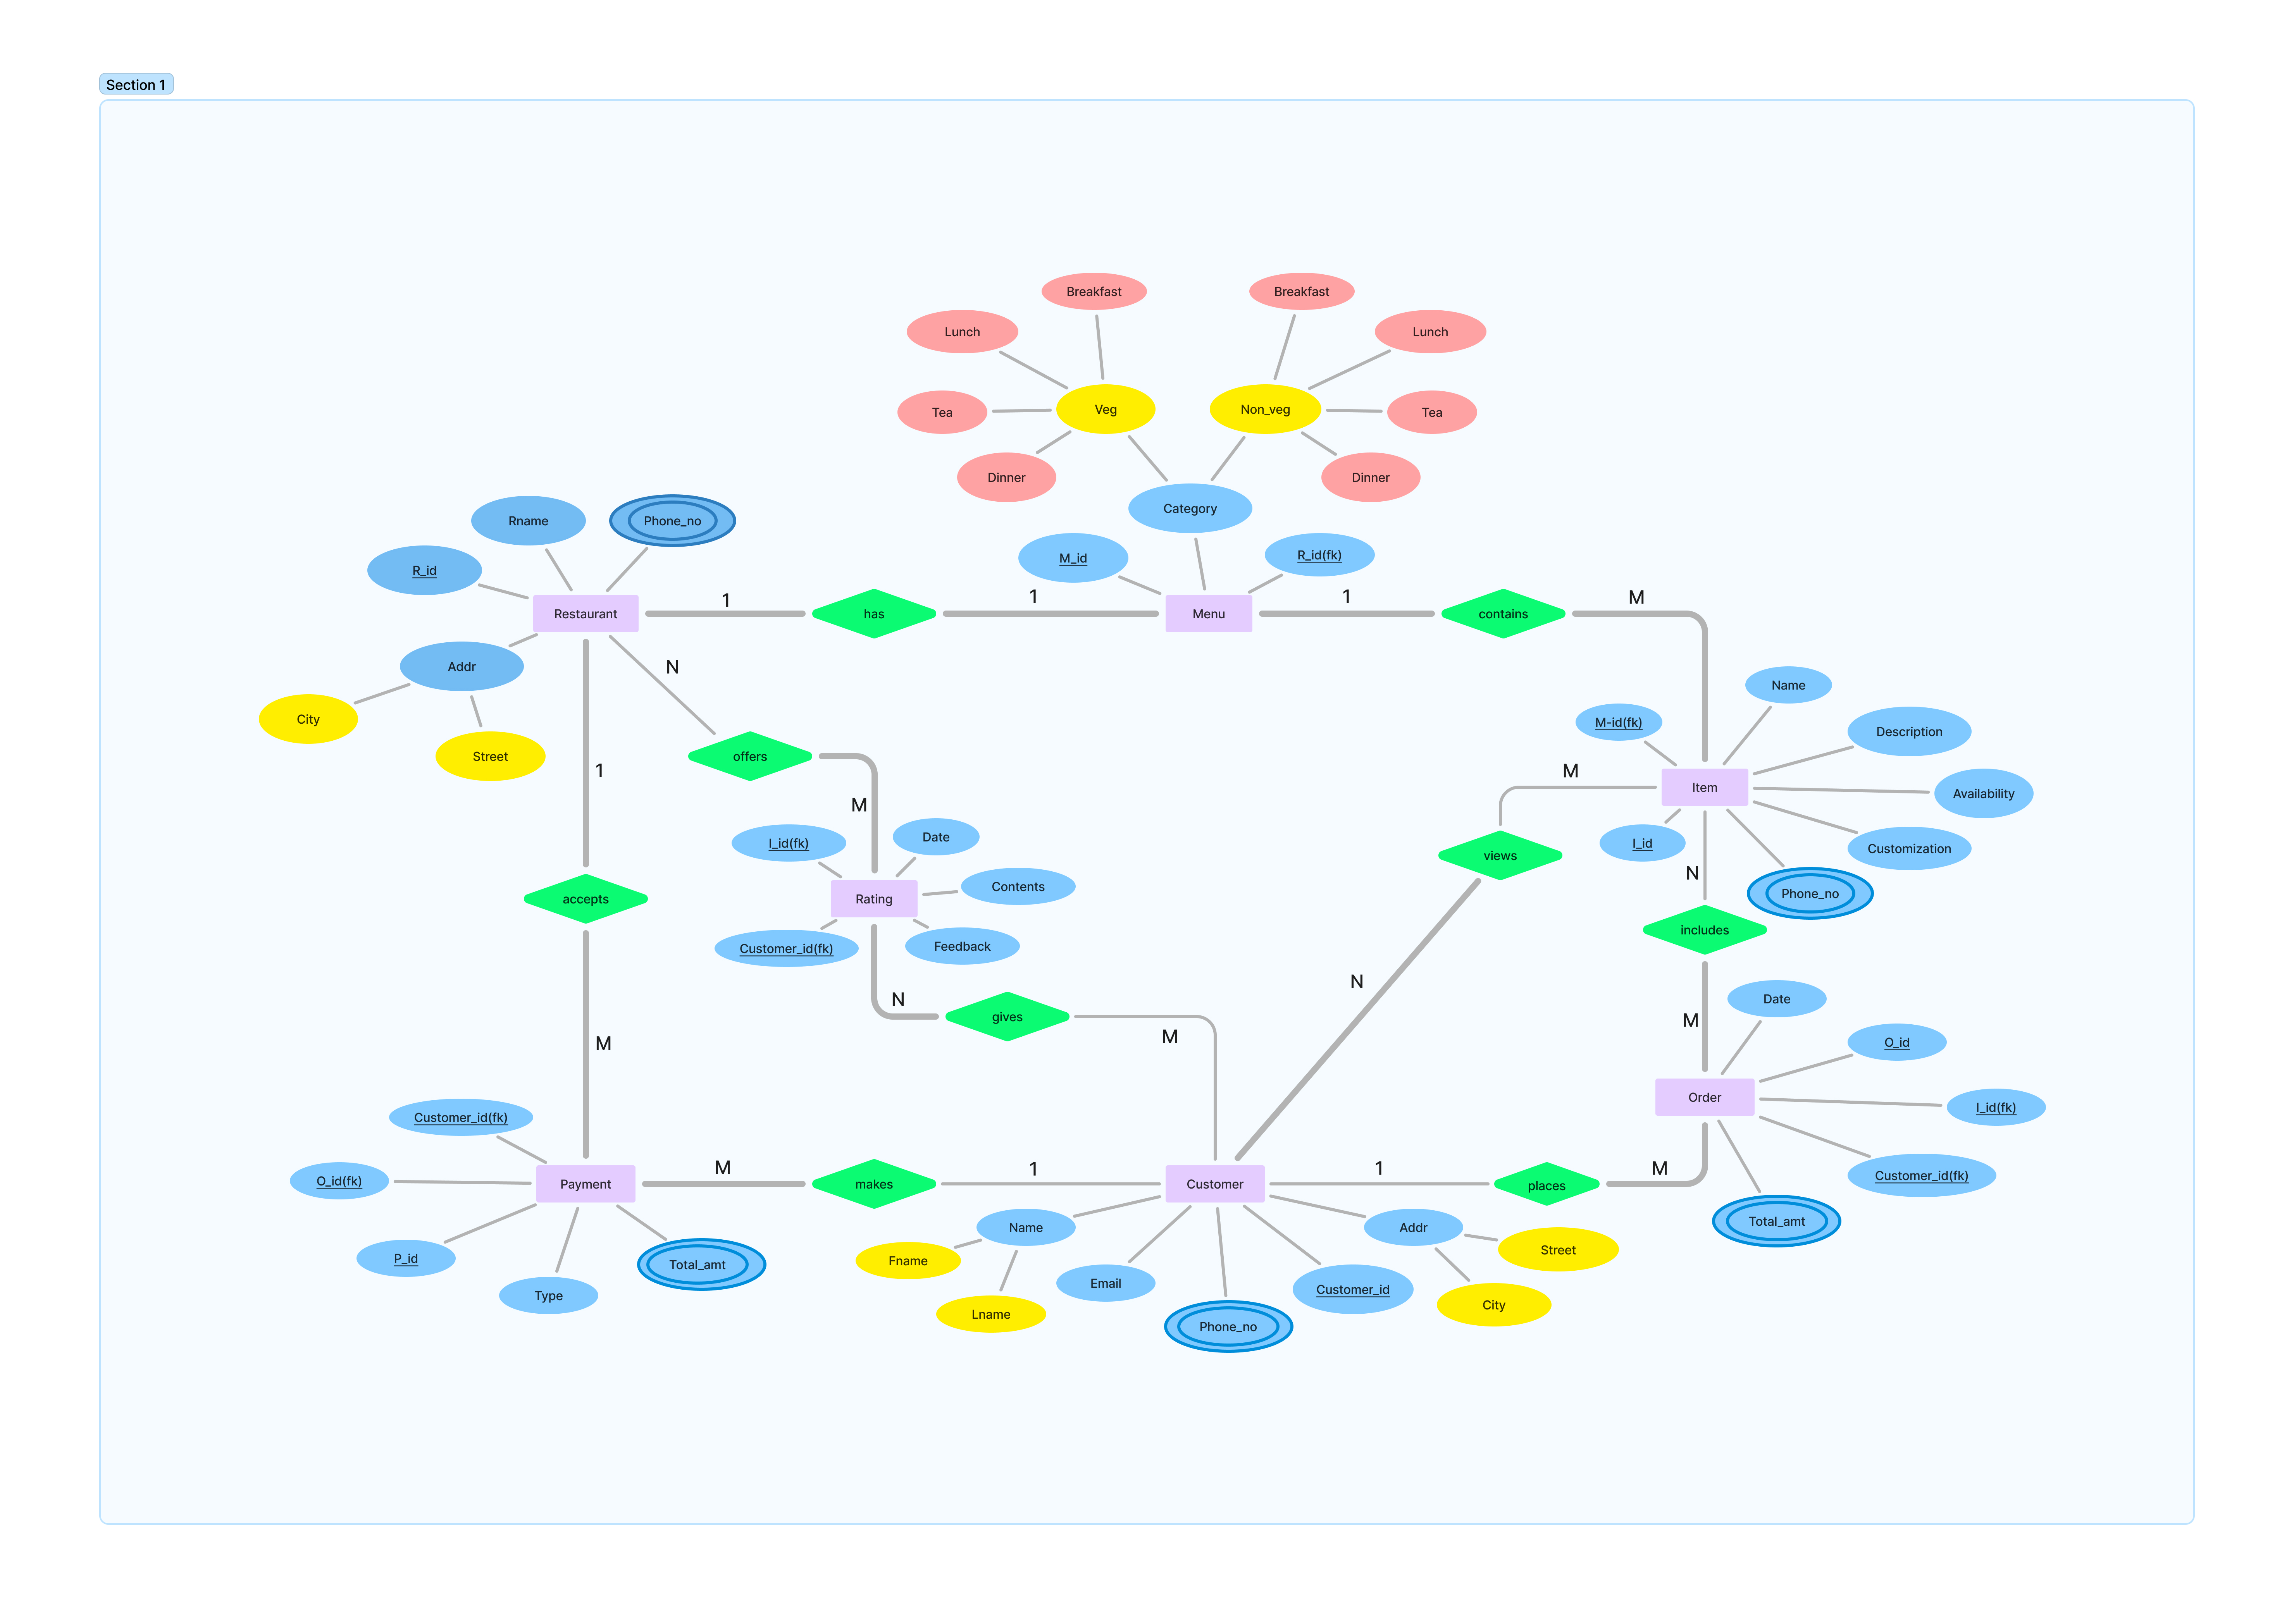 Section 1
Breakfast
Breakfast
Lunch
Lunch
Veg
Non_veg
Tea
Tea
Dinner
Dinner
Category
Rname
Phone_no
M_id
R_id(fk)
R_id
1
1
1
M
Restaurant
has
Menu
contains
Addr
N
Name
City
M-id(fk)
Description
Street
offers
1
M
Item
Availability
M
I_id(fk)
Date
I_id
Customization
views
Contents
N
Phone_no
accepts
Rating
includes
Customer_id(fk)
Feedback
N
N
Date
gives
M
M
M
O_id
Order
I_id(fk)
Customer_id(fk)
M
1
1
M
Customer_id(fk)
O_id(fk)
Payment
makes
Customer
places
Total_amt
Name
Addr
Street
P_id
Total_amt
Fname
Email
Customer_id
Type
Lname
Phone_no
City